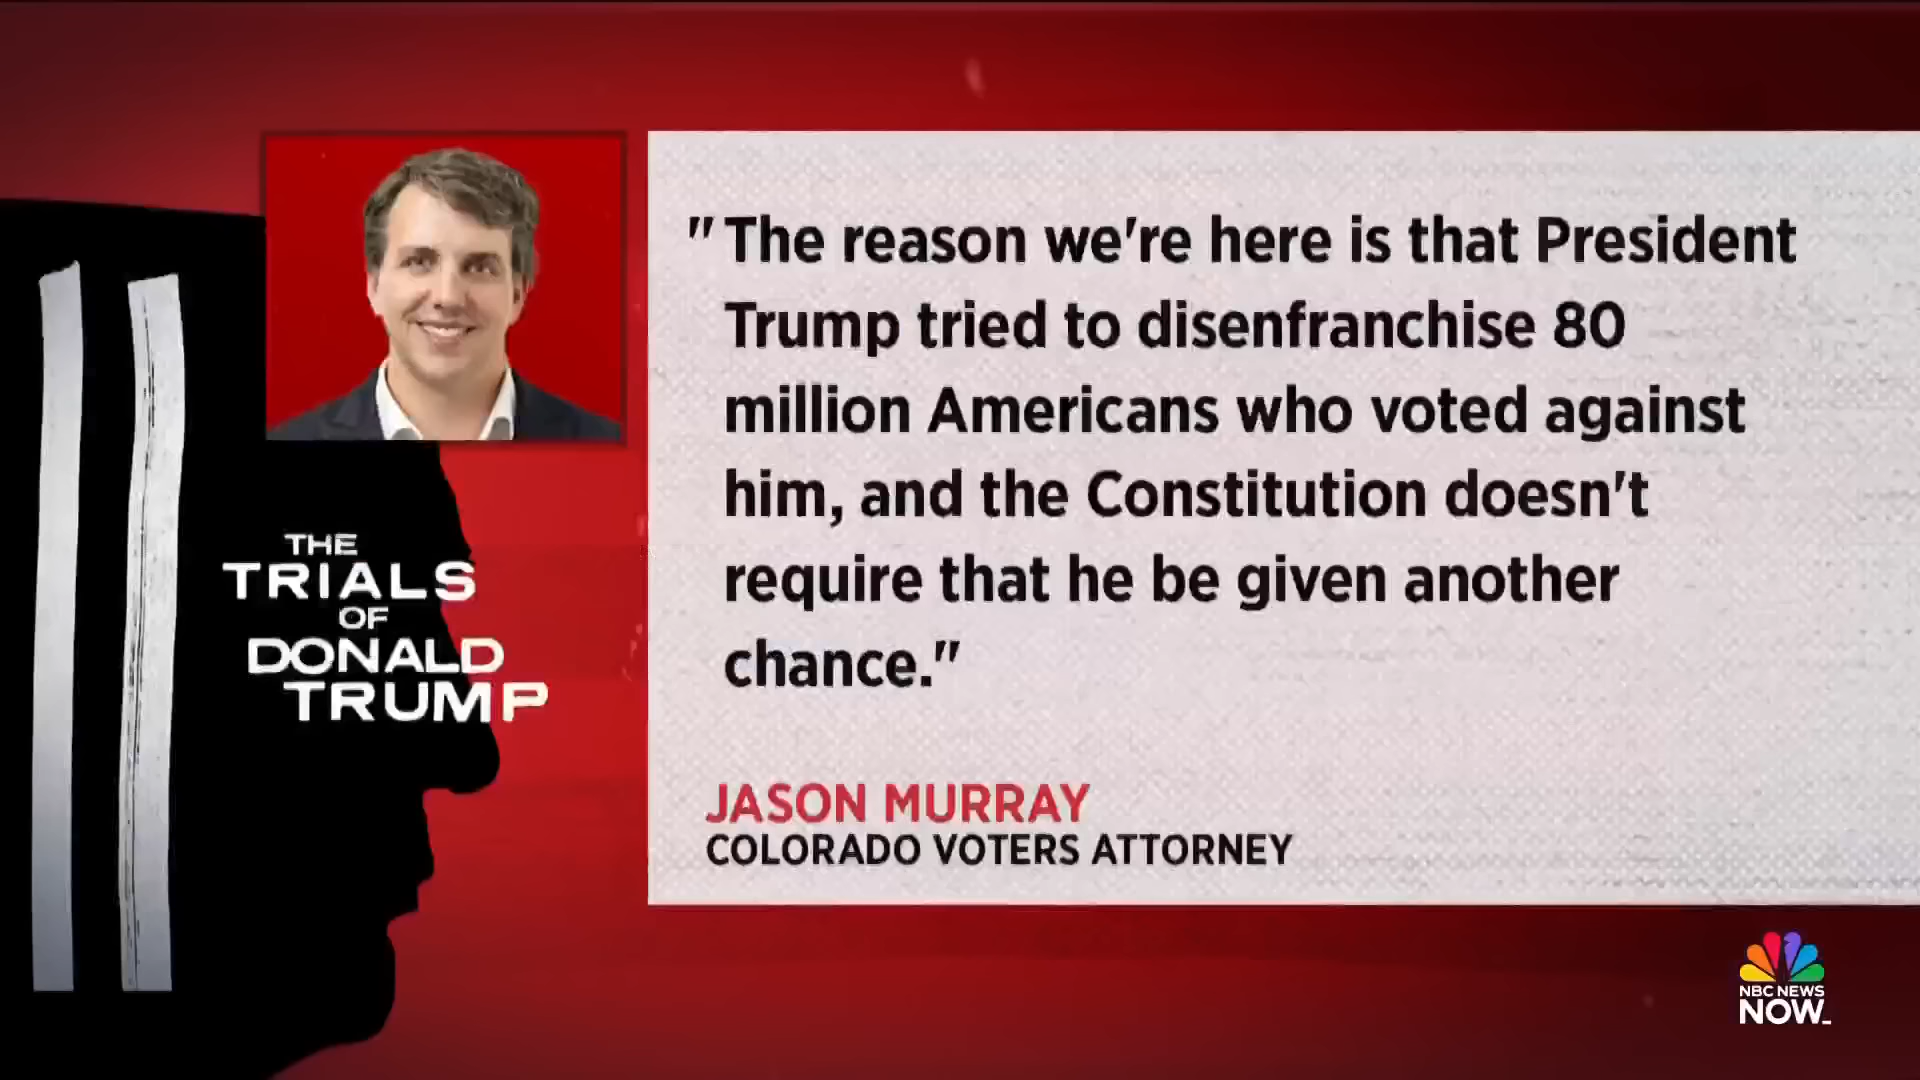 THE
TRIALS
OF
DONALD
TRUMP
"The reason we're here is that President
Trump tried to disenfranchise 80
million Americans who voted against
him, and the Constitution doesn't
require that he be given another
chance."
JASON MURRAY
COLORADO VOTERS ATTORNEY
NBC NEWS
NOW_